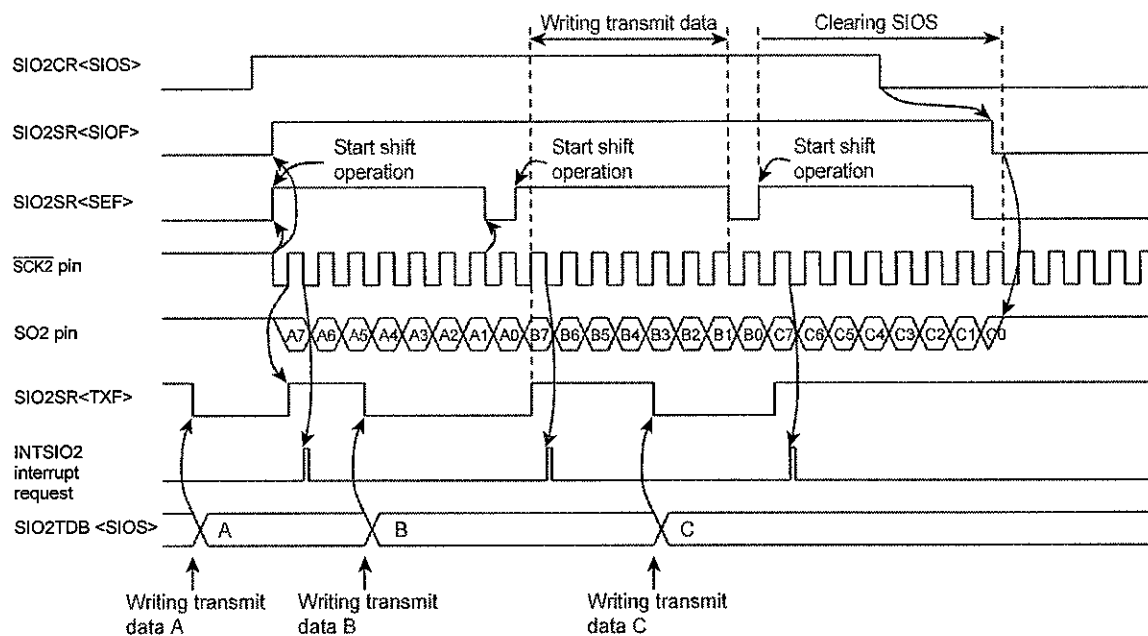 Writing transmit data
Clearing SIOS
SIO2CR<SIOS>
SIO2SR<SIOF>
Start shift
operation
Start shift
operation
Start shift
operation
SIO2SR<SEF>
SCK2 pin
SO2 pin
A7 A6 A5 A4 A3 A2 A1 A0 B7 B6 B5 B4 B3 B2 B1 B0 C7 C6 C5 C4 C3 C2 C1 C0
SIO2SR<TXF>
INTSIO2
interrupt
request
SIO2TDB <SIOS>
A
B
C
Writing transmit
data A
Writing transmit
data B
Writing transmit
data C